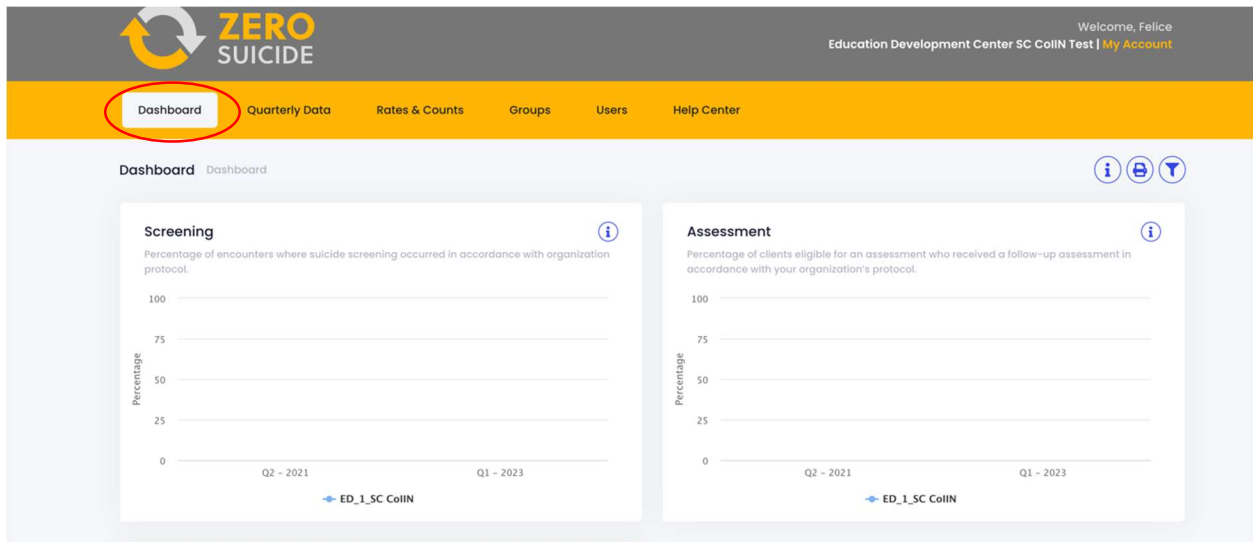 ZERO
SUICIDE
Welcome, Felice
Education Development Center SC CoIIN Test | My Account
Dashboard Quarterly Data Rates & Counts Groups Users Help Center
Dashboard Dashboard
Screening
Percentage of encounters where suicide screening occurred in accordance with organization
protocol.
100
75
50
25
0
Percentage
Q2 - 2021 Q1 - 2023
ED_1_SC CoIIN
Assessment
Percentage of clients eligible for an assessment who received a follow-up assessment in
accordance with your organization's protocol.
100
75
50
25
0
Percentage
Q2 - 2021 Q1 - 2023
ED_1_SC CoIIN